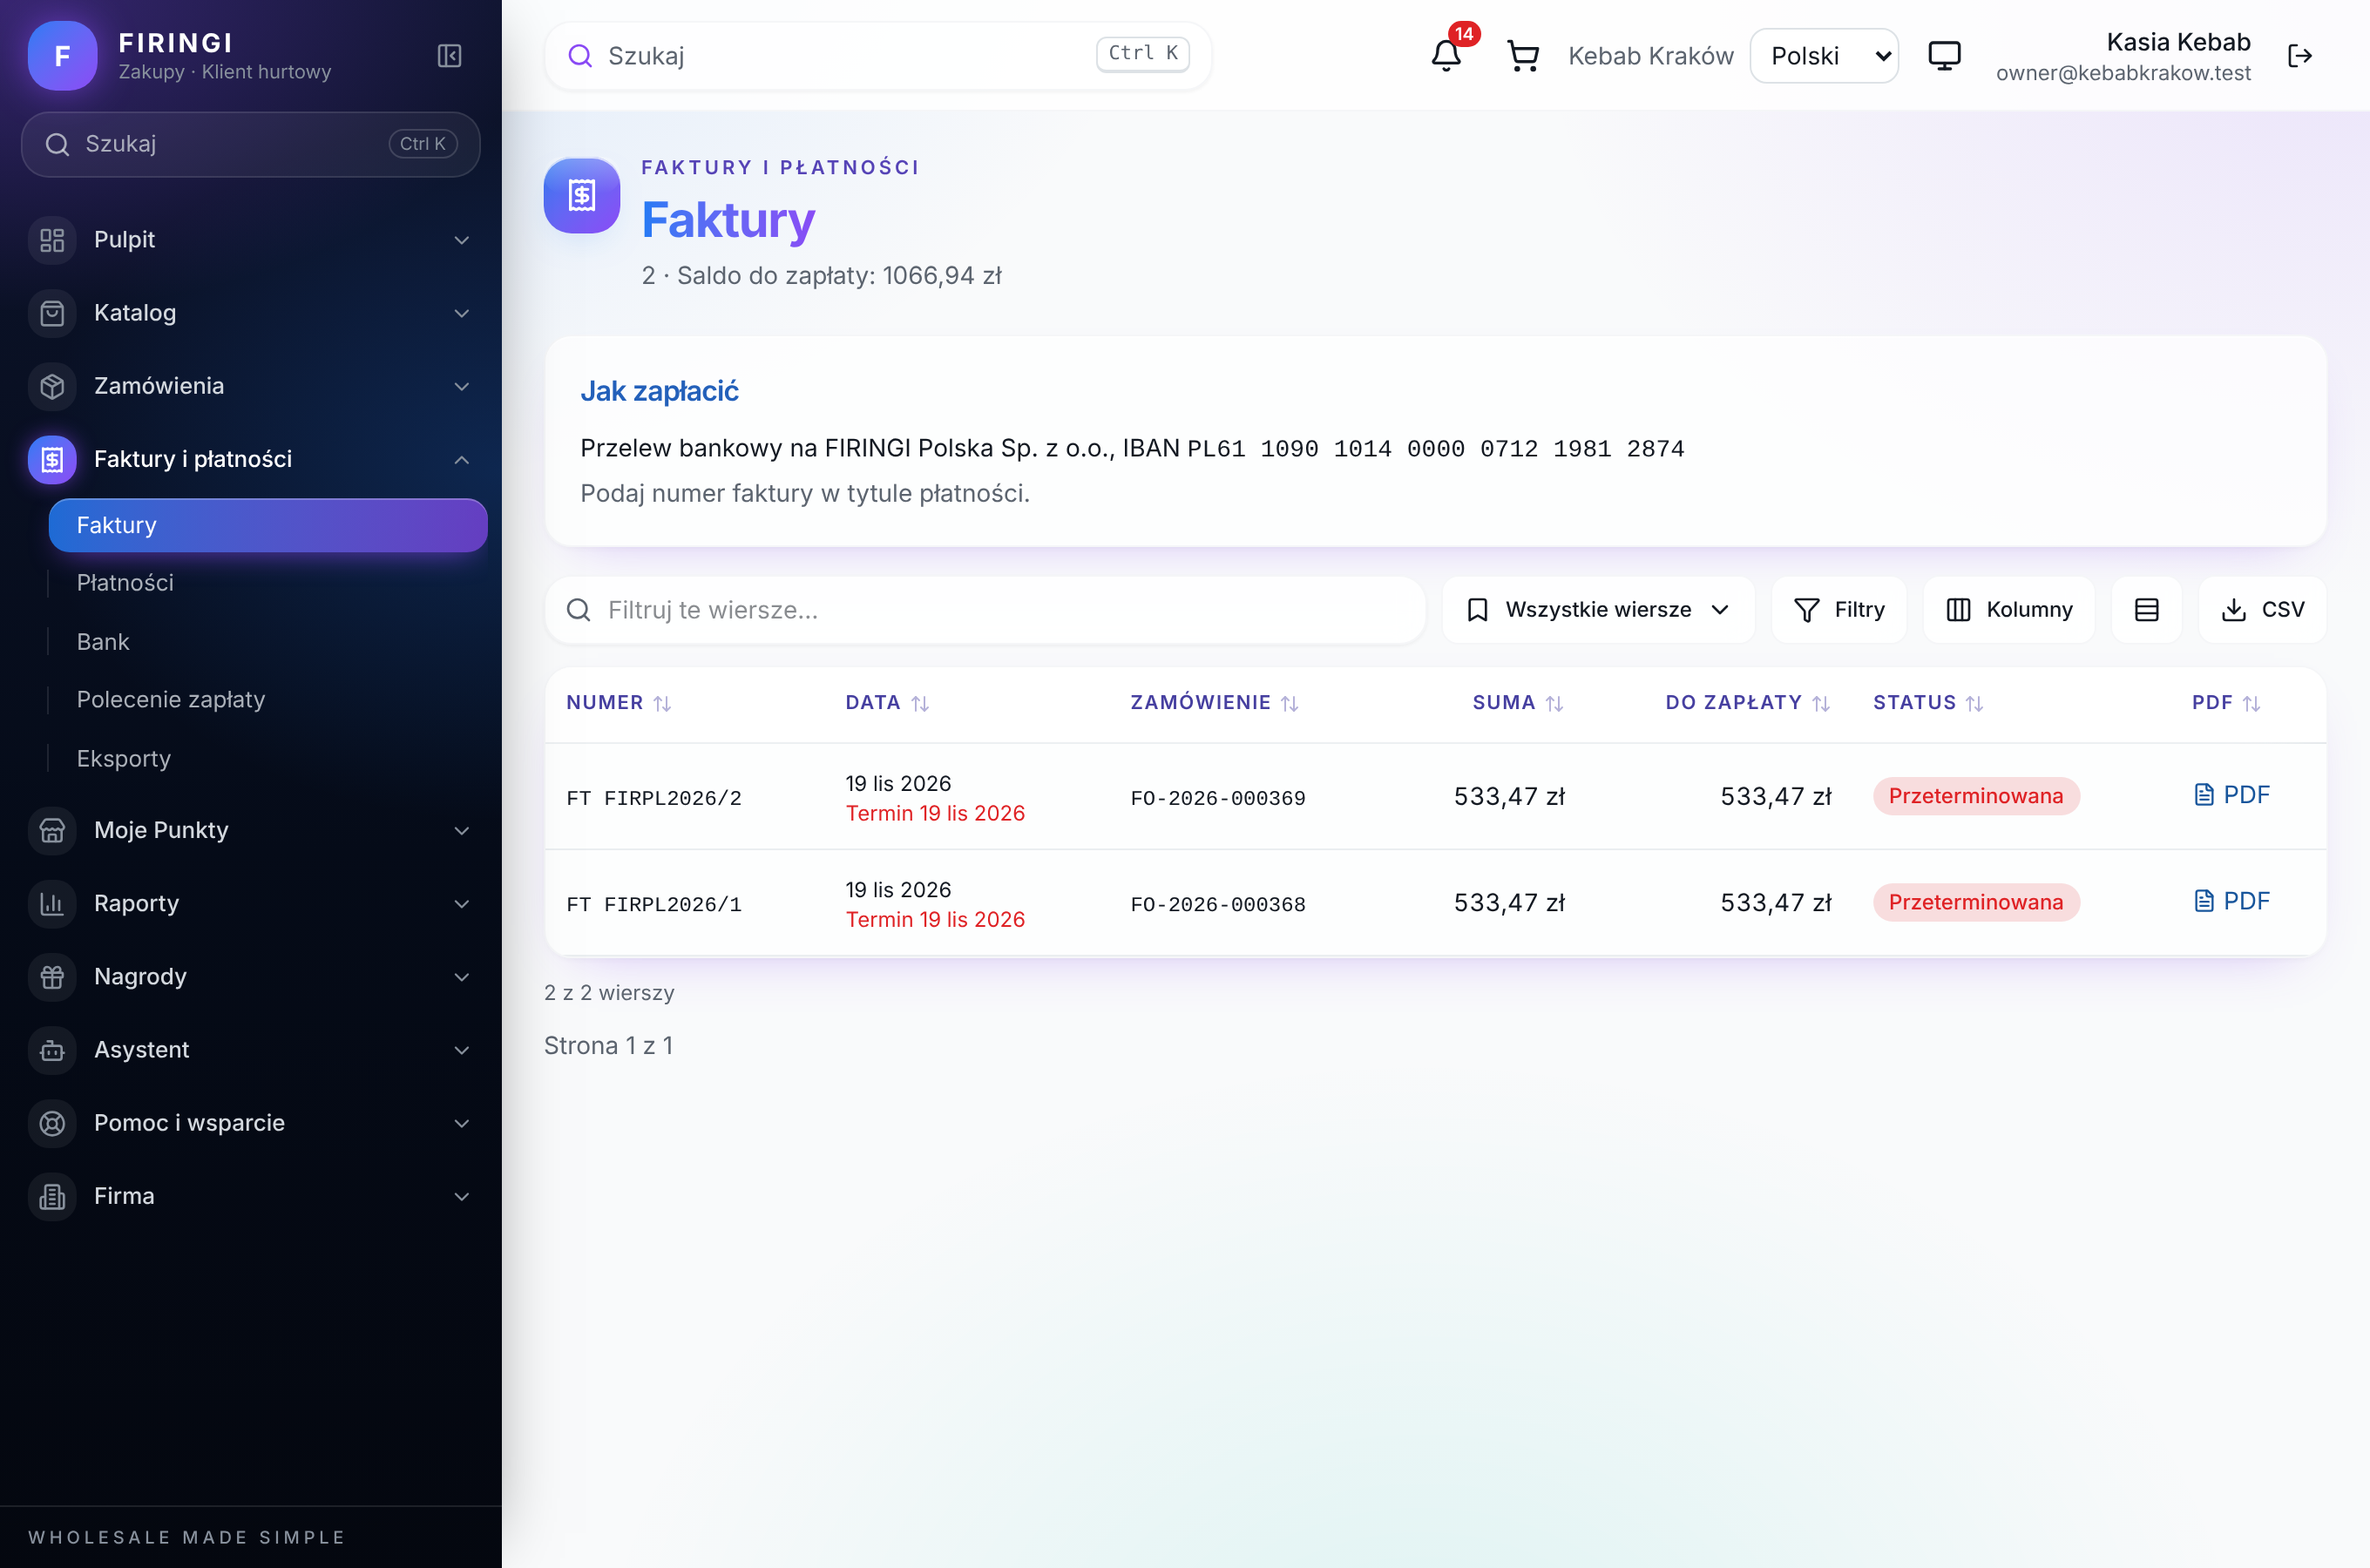 F
FIRINGI
Zakupy · Klient hurtowy
Szukaj
Ctrl K
Pulpit
Katalog
Zamówienia
Faktury i płatności
Faktury
Płatności
Bank
Polecenie zapłaty
Eksporty
Moje Punkty
Raporty
Nagrody
Asystent
Pomoc i wsparcie
Firma
WHOLESALE MADE SIMPLE
Szukaj
Ctrl K
14
Kebab Kraków
Polski
Kasia Kebab
owner@kebabkrakow.test
FAKTURY I PŁATNOŚCI
Faktury
2 · Saldo do zapłaty: 1066,94 zł
Jak zapłacić
Przelew bankowy na FIRINGI Polska Sp. z o.o., IBAN PL61 1090 1014 0000 0712 1981 2874
Podaj numer faktury w tytule płatności.
Filtruj te wiersze...
Wszystkie wiersze
Filtry
Kolumny
CSV
NUMER DATA ZAMÓWIENIE SUMA DO ZAPŁATY STATUS PDF
FT FIRPL2026/2 19 lis 2026 FO-2026-000369 533,47 zł 533,47 zł Przeterminowana PDF
Termin 19 lis 2026
FT FIRPL2026/1 19 lis 2026 FO-2026-000368 533,47 zł 533,47 zł Przeterminowana PDF
Termin 19 lis 2026
2 z 2 wierszy
Strona 1 z 1